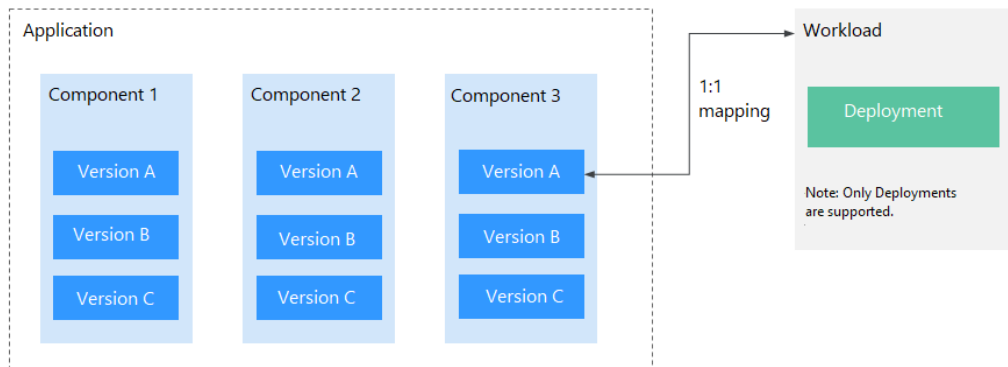 Application
Workload
Component 1
Component 2
Component 3
1:1
mapping
Deployment
Version A
Version A
Version A
Note: Only Deployments
are supported.
Version B
Version B
Version B
Version C
Version C
Version C